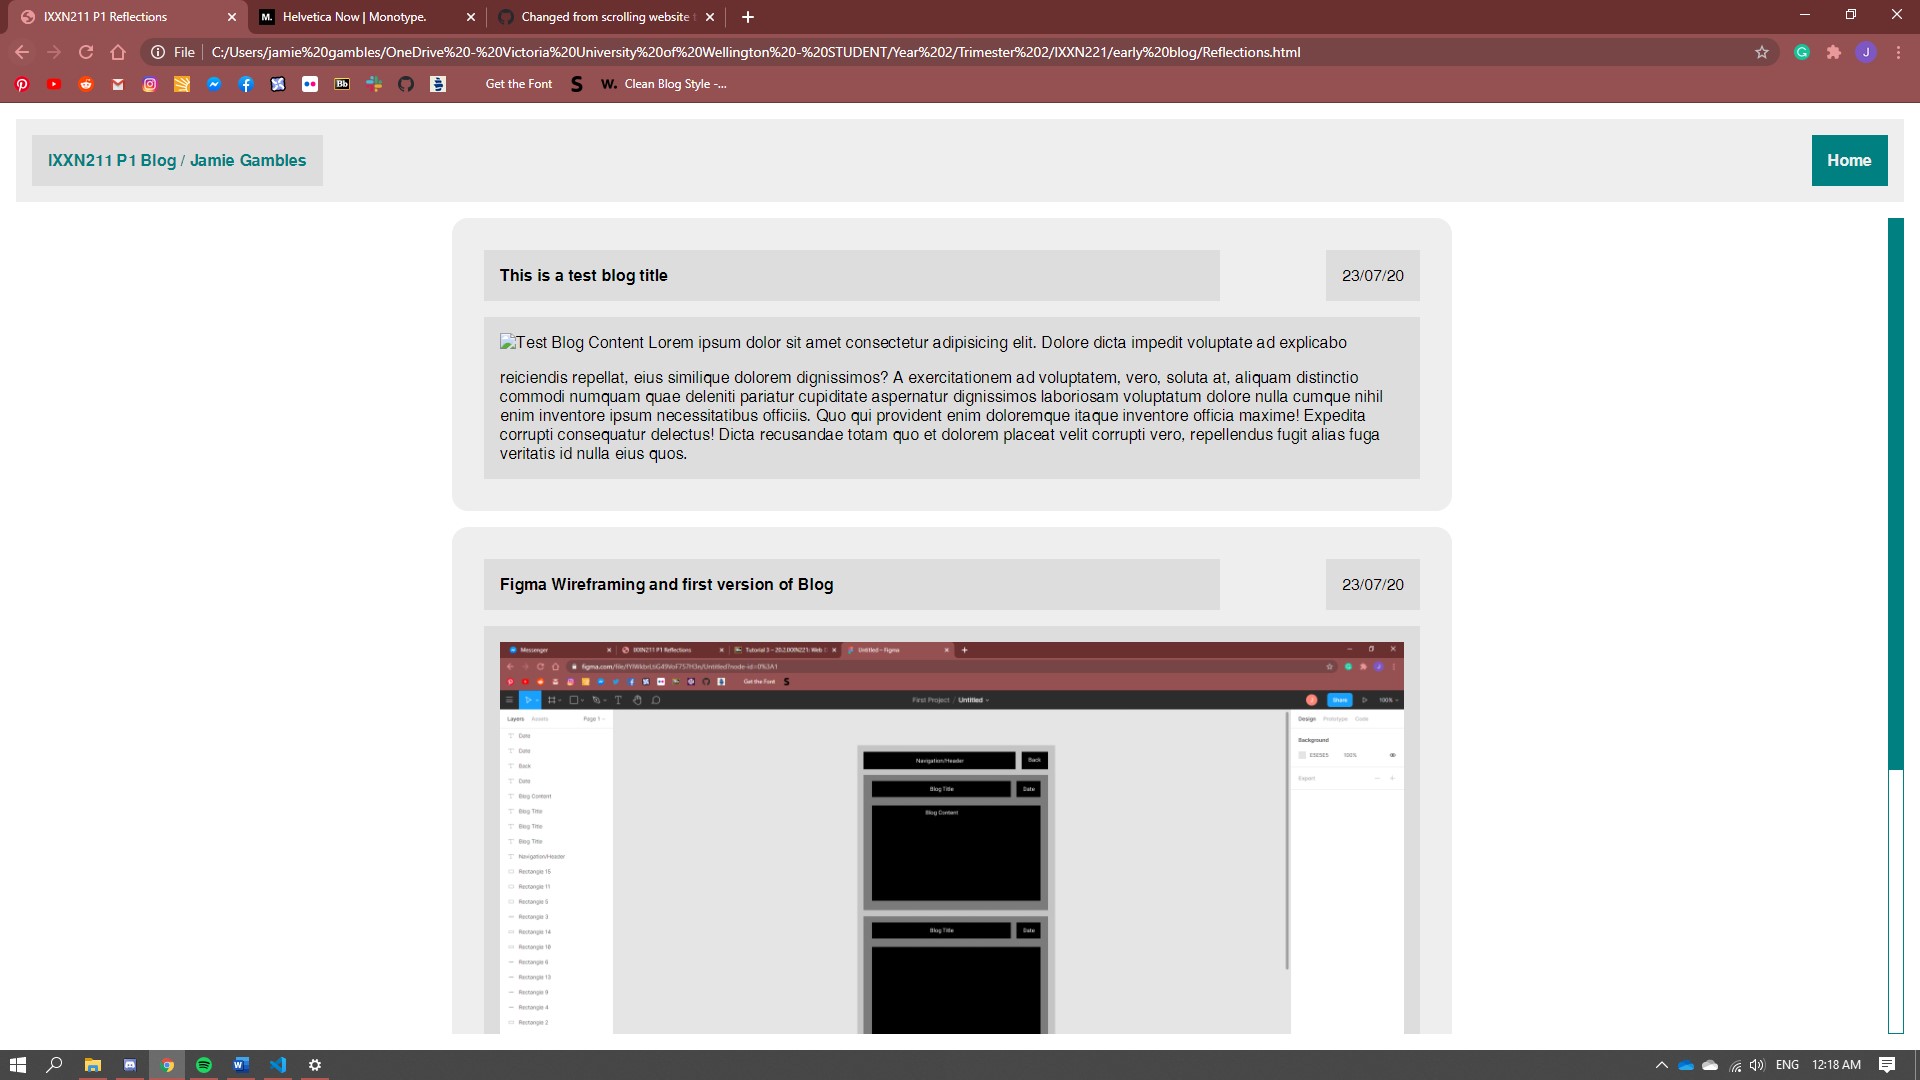 IXXN211 P1 Reflections
Helvetica Now | Monotype.
Changed from scrolling website
File
C:/Users/jamie%20gambles/OneDrive%20-%20Victoria%20University%20of%20Wellington%20-%20STUDENT/Year%202/Trimester%202/IXXN221/early%20blog/Reflections.html
J
Bb
Get the Font
S
W. Clean Blog Style -...
IXXN211 P1 Blog / Jamie Gambles
Home
This is a test blog title
23/07/20
Test Blog Content Lorem ipsum dolor sit amet consectetur adipisicing elit. Dolore dicta impedit voluptate ad explicabo
reiciendis repellat, eius similique dolorem dignissimos? A exercitationem ad voluptatem, vero, soluta at, aliquam distinctio
commodi numquam quae deleniti pariatur cupiditate aspernatur dignissimos laboriosam voluptatum dolore nulla cumque nihil
enim inventore ipsum necessitatibus officiis. Quo qui provident enim doloremque itaque inventore officia maxime! Expedita
corrupti consequatur delectus! Dicta recusandae totam quo et dolorem placeat velit corrupti vero, repellendus fugit alias fuga
veritatis id nulla eius quos.
Figma Wireframing and first version of Blog
23/07/20
Messenger
IXXN211 P1 Reflections
Untitled – Figma
Get the Font
S
First Project / Untitled
Share
100%
Layers
Assets
Page 1
Design
Prototype
Code
Date
Date
Back
Date
Blog Content
Blog Title
Blog Title
Blog Title
Navigation/Header
Rectangle 15
Rectangle 11
Rectangle 5
Rectangle 3
Rectangle 14
Rectangle 18
Rectangle 6
Rectangle 13
Rectangle 9
Rectangle 4
Rectangle 2
Navigation/Header
Back
Blog Title
Date
Blog Content
Blog Title
Date
Background
E5E5E5
100%
Export
ENG
12:18 AM